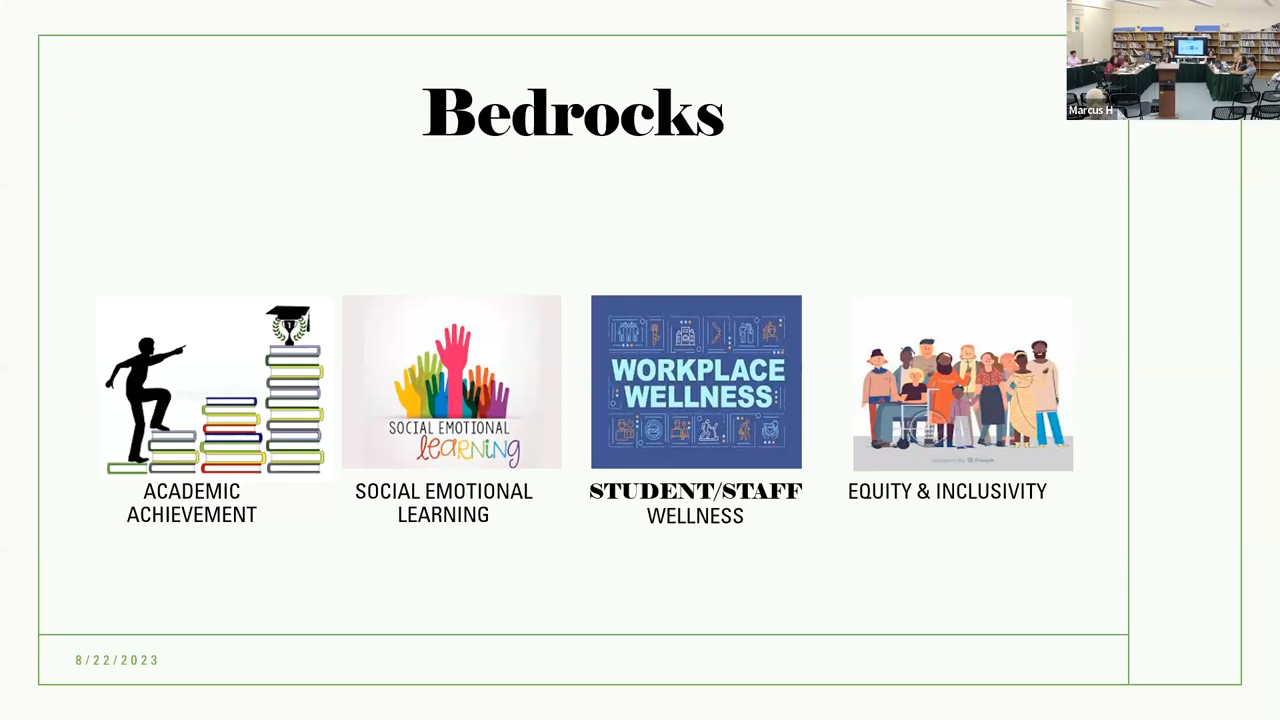 Bedrocks
Marcus H
1
SOCIAL EMOTIONAL
learning
WORKPLACE
WELLNESS
ACADEMIC
ACHIEVEMENT
SOCIAL EMOTIONAL
LEARNING
STUDENT/STAFF
WELLNESS
EQUITY & INCLUSIVITY
8/22/2023